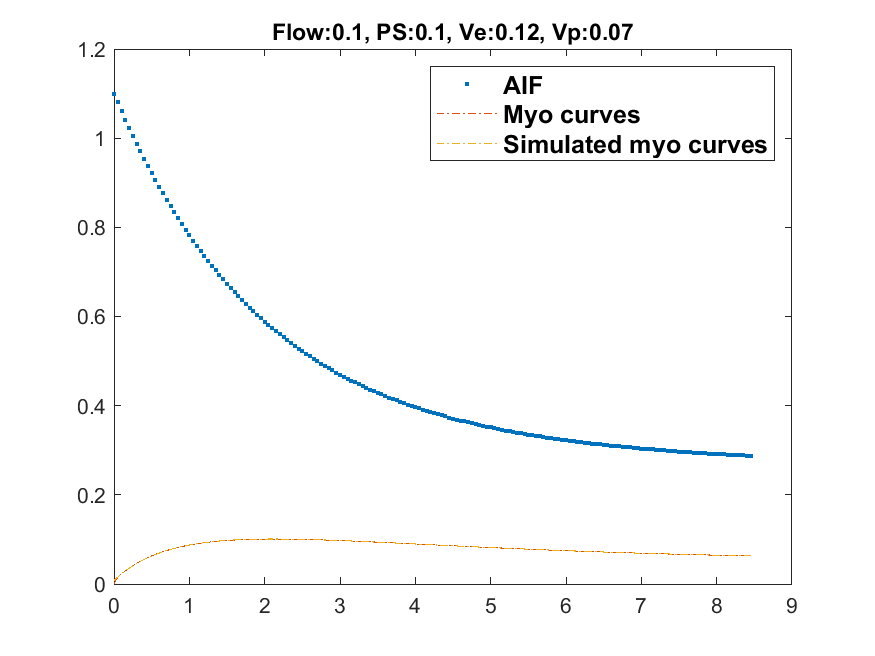 Flow:0.1, PS:0.1, Ve:0.12, Vp:0.07
1.2
AIF
Myo curves
Simulated myo curves
1
0.8
0.6
0.4
0.2
0
0 1 2 3 4 5 6 7 8 9